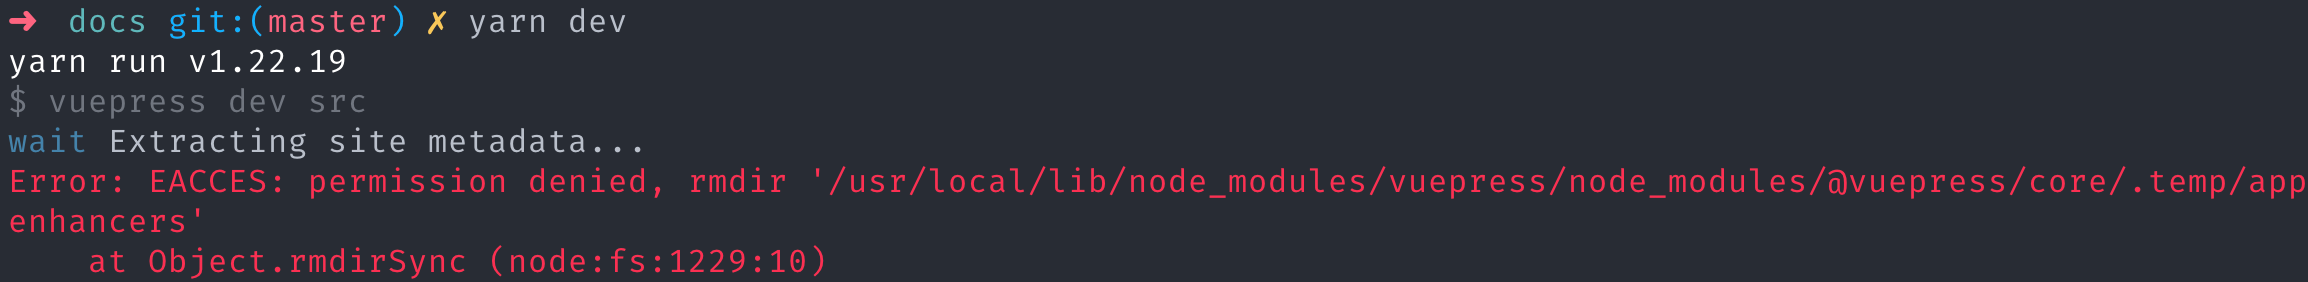 ➜  docs git:(master) ✗ yarn dev
yarn run v1.22.19
$ vuepress dev src
wait Extracting site metadata...
Error: EACCES: permission denied, rmdir '/usr/local/lib/node_modules/vuepress/node_modules/@vuepress/core/.temp/app
enhancers'
    at Object.rmdirSync (node:fs:1229:10)